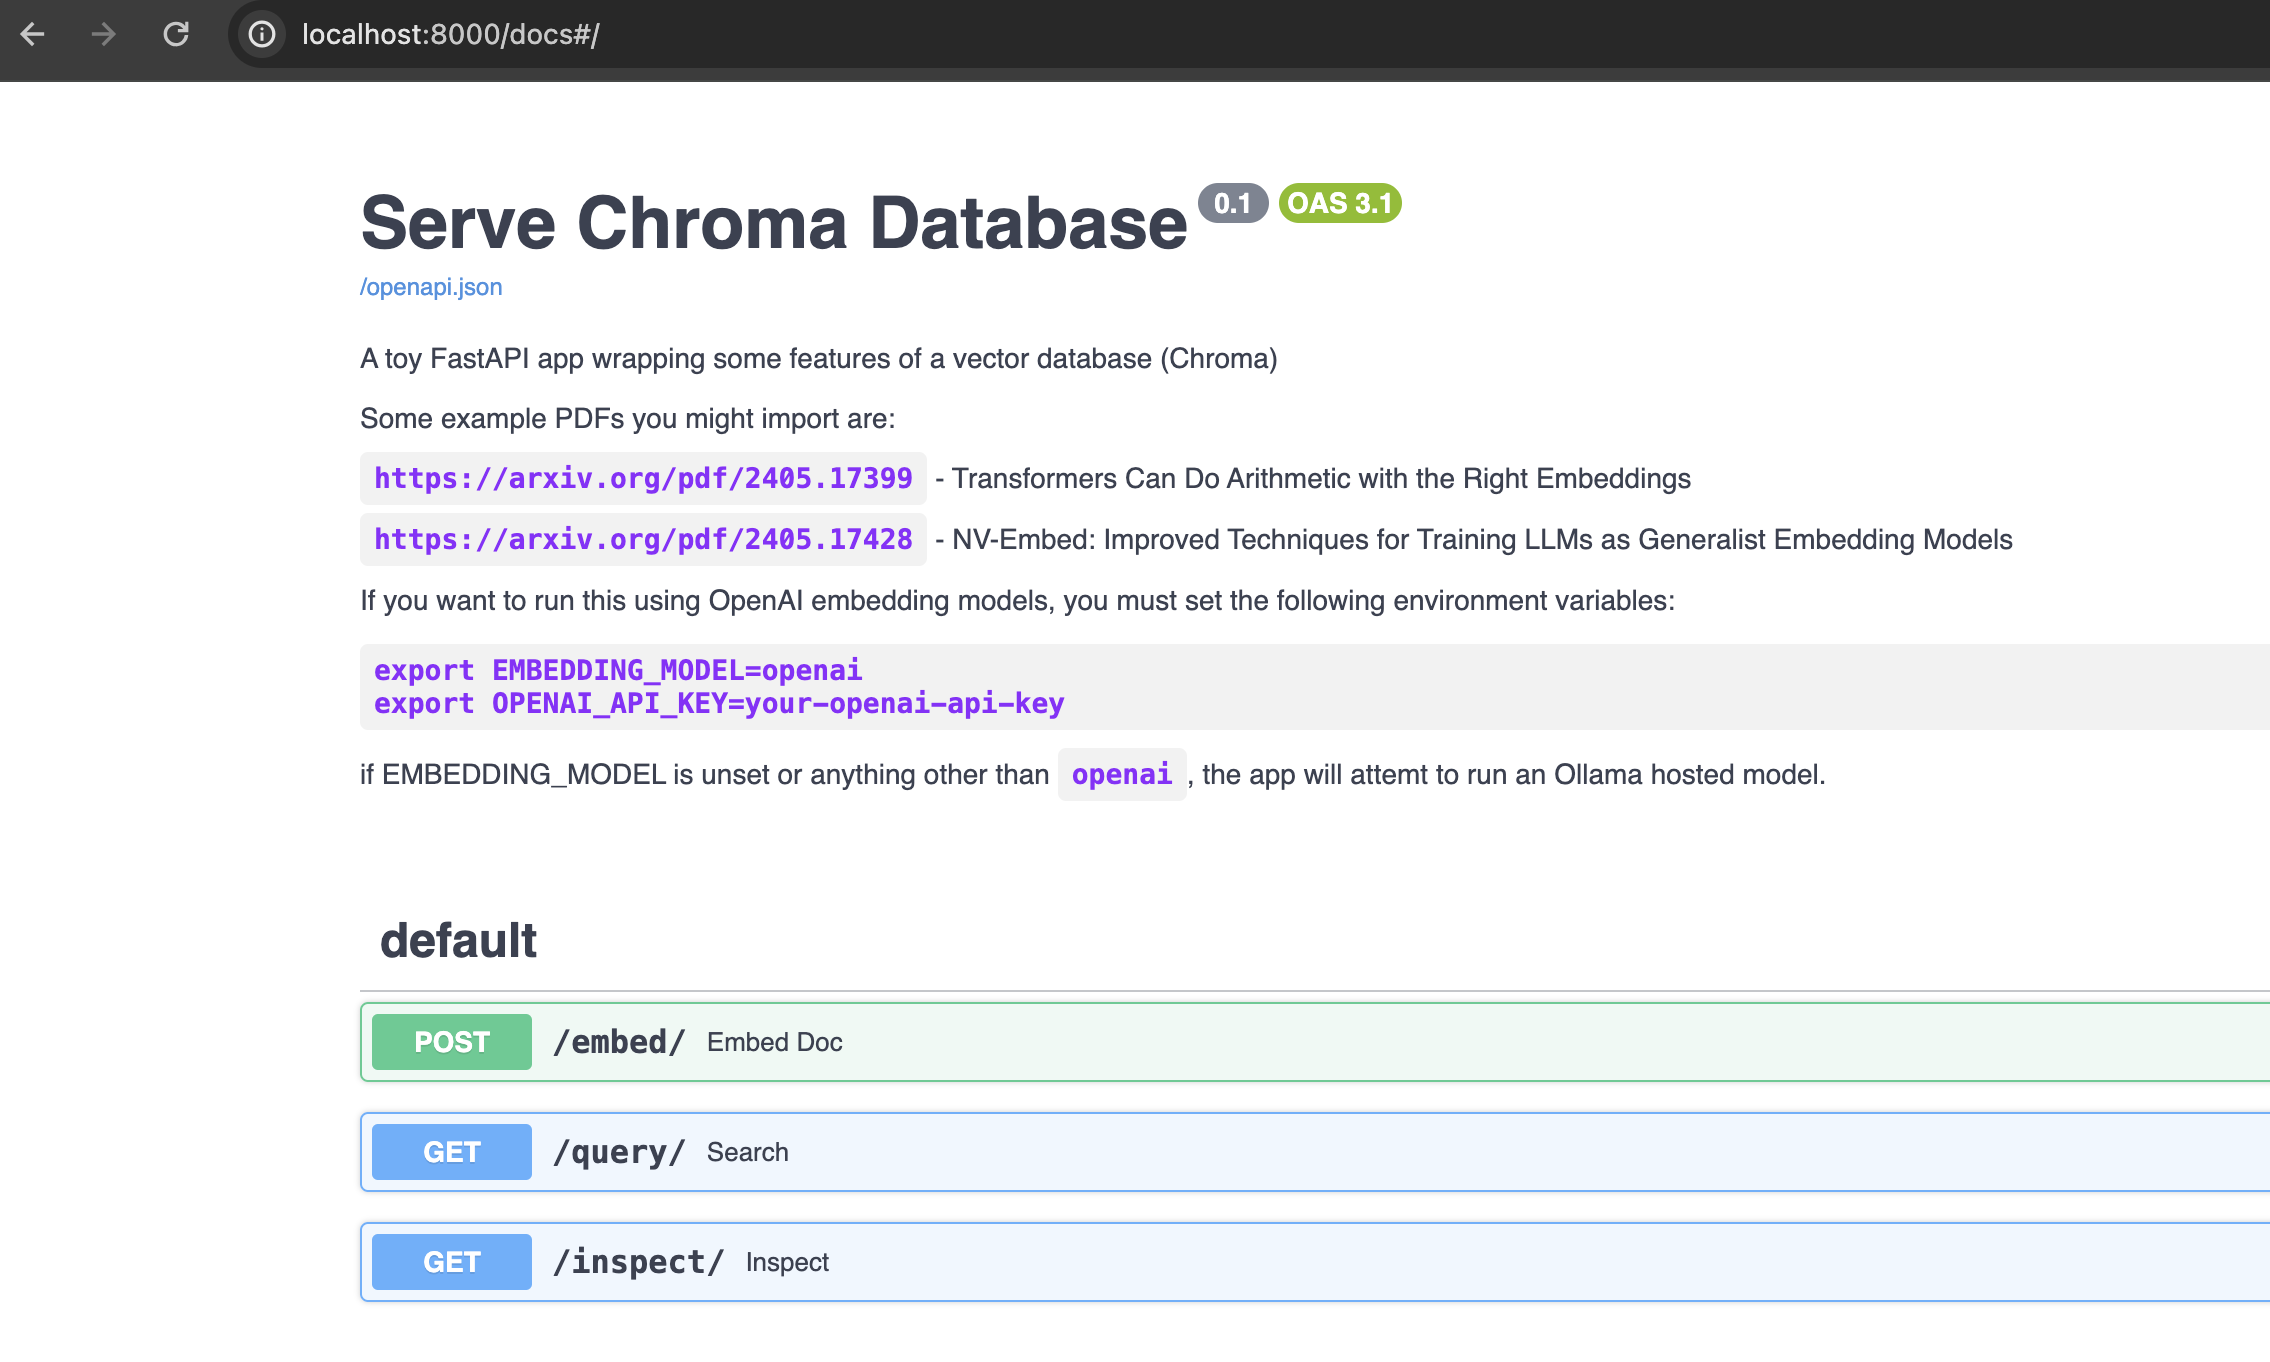 localhost:8000/docs#/
Serve Chroma Database 0.1 OAS 3.1
/openapi.json
A toy FastAPI app wrapping some features of a vector database (Chroma)
Some example PDFs you might import are:
https://arxiv.org/pdf/2405.17399 - Transformers Can Do Arithmetic with the Right Embeddings
https://arxiv.org/pdf/2405.17428 - NV-Embed: Improved Techniques for Training LLMs as Generalist Embedding Models
If you want to run this using OpenAI embedding models, you must set the following environment variables:
export EMBEDDING_MODEL=openai
export OPENAI_API_KEY=your-openai-api-key
if EMBEDDING_MODEL is unset or anything other than openai, the app will attemt to run an Ollama hosted model.
default
POST /embed/ Embed Doc
GET /query/ Search
GET /inspect/ Inspect